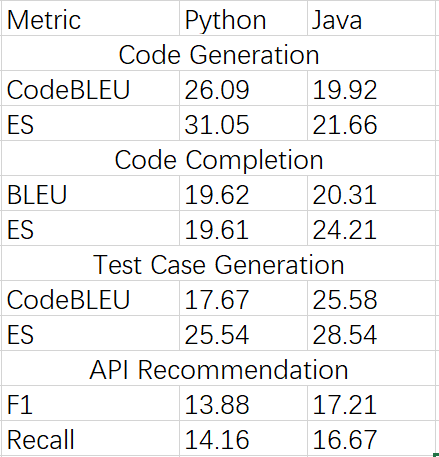 Metric Python Java
Code Generation
CodeBLEU 26.09 19.92
ES 31.05 21.66
Code Completion
BLEU 19.62 20.31
ES 19.61 24.21
Test Case Generation
CodeBLEU 17.67 25.58
ES 25.54 28.54
API Recommendation
F1 13.88 17.21
Recall 14.16 16.67